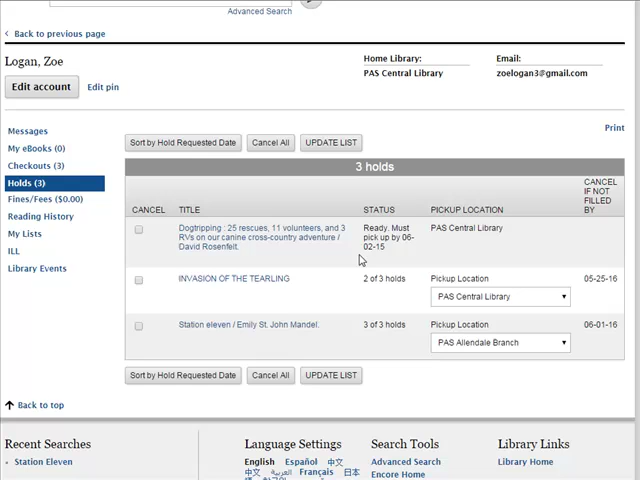 Advanced Search
‹ Back to previous page
Logan, Zoe
Home Library:
Email:
PAS Central Library
zoelogan3@gmail.com
Edit account
Edit pin
Print
Messages
My eBooks (0)
Checkouts (3)
Holds (3)
Fines/Fees ($0.00)
Reading History
My Lists
ILL
Library Events
Sort by Hold Requested Date
Cancel All
UPDATE LIST
3 holds
CANCEL
TITLE
STATUS
PICKUP LOCATION
CANCEL
IF NOT
FILLED
BY
Dogtripping : 25 rescues, 11 volunteers, and 3
RVs on our canine cross-country adventure /
David Rosenfelt.
Ready. Must
pick up by 06-
02-15
PAS Central Library
INVASION OF THE TEARLING
2 of 3 holds
Pickup Location
PAS Central Library
05-25-16
Station eleven / Emily St. John Mandel.
3 of 3 holds
Pickup Location
PAS Allendale Branch
06-01-16
Sort by Hold Requested Date
Cancel All
UPDATE LIST
Back to top
Recent Searches
Station Eleven
Language Settings
English Español 中文
中文 العربية Français 日本
Search Tools
Advanced Search
Encore Home
Library Links
Library Home